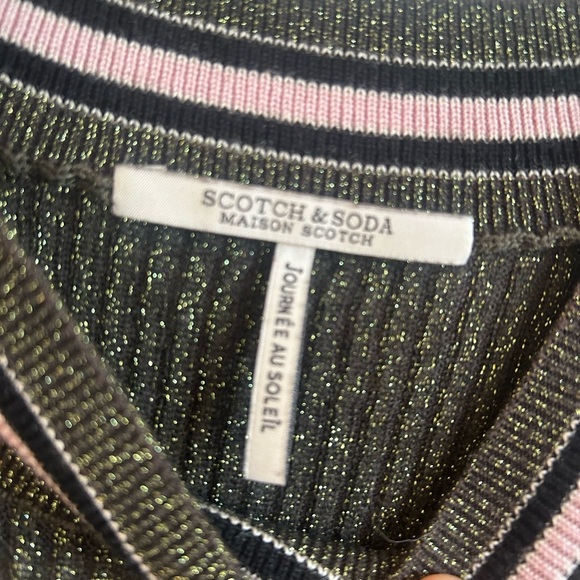 SCOTCH & SODA
MAISON SCOTCH
JOURNÉE AU SOLEIL